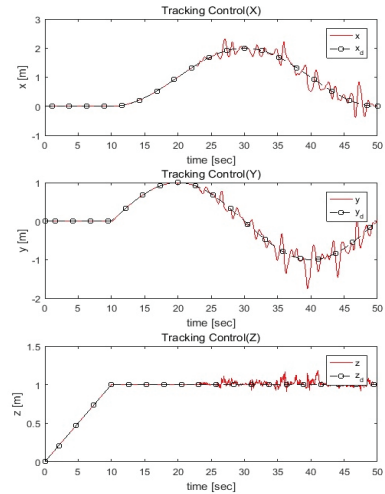 Tracking Control(X)
3
2
1
0
-1
x [m]
x
x_d
0 5 10 15 20 25 30 35 40 45 50
time [sec]
Tracking Control(Y)
1
0
-1
-2
y [m]
y
y_d
0 5 10 15 20 25 30 35 40 45 50
time [sec]
Tracking Control(Z)
1.5
1
0.5
0
z [m]
z
z_d
0 5 10 15 20 25 30 35 40 45 50
time [sec]